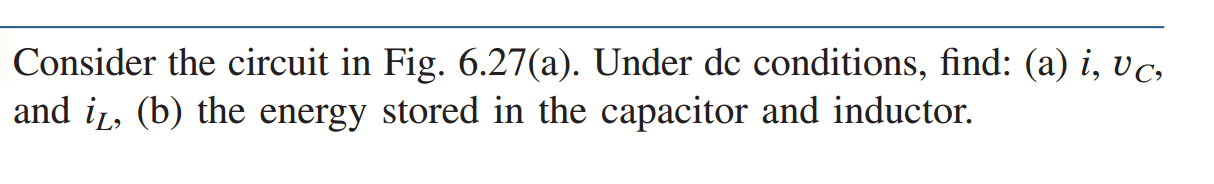 Consider the circuit in Fig. 6.27(a). Under dc conditions, find: (a) i, v_C,
and i_L, (b) the energy stored in the capacitor and inductor.